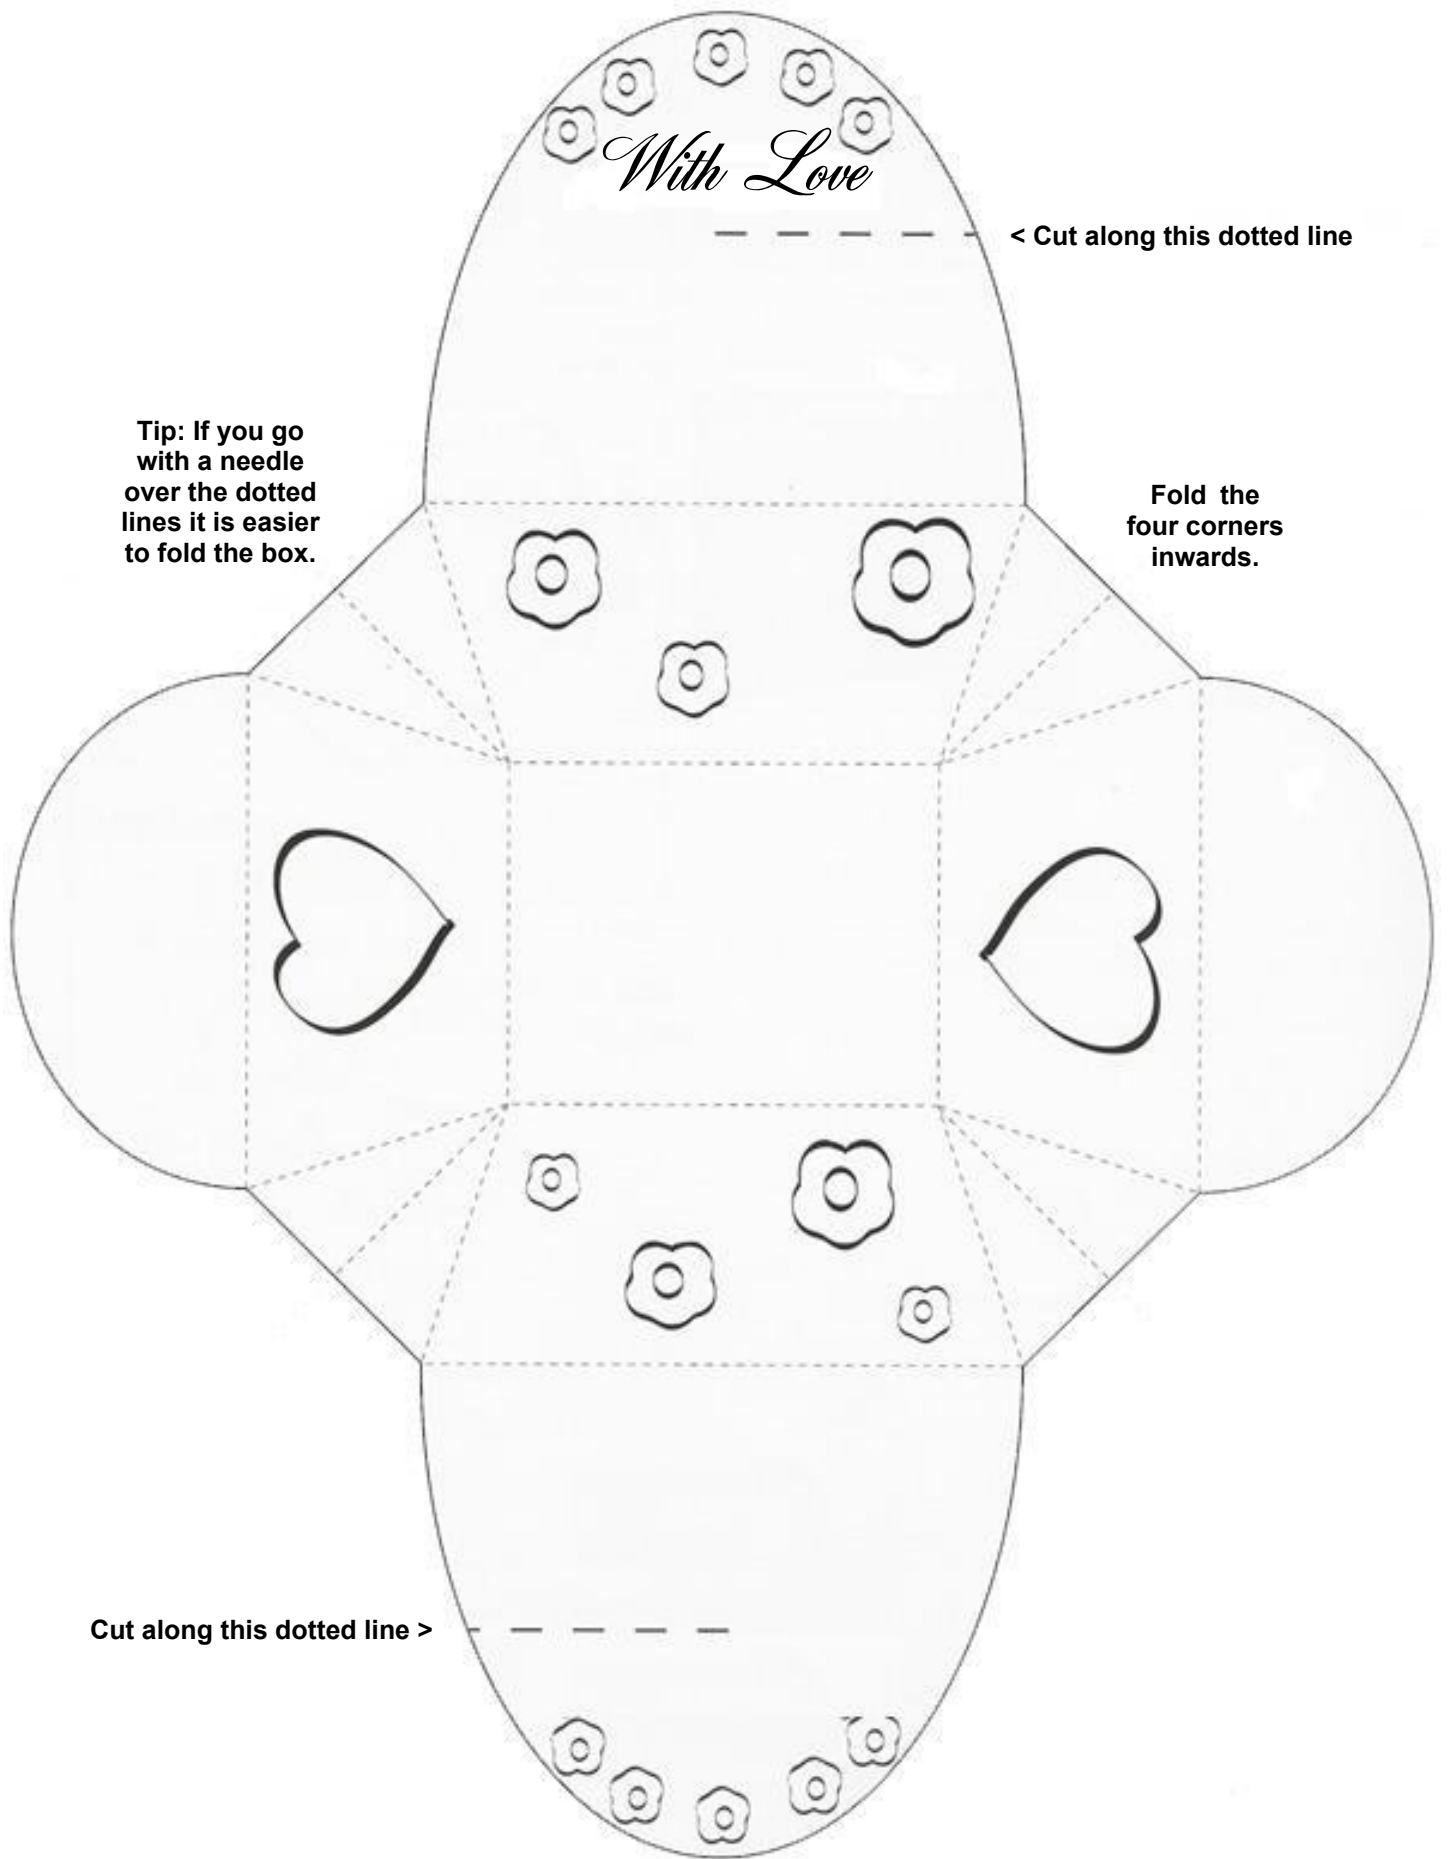 With Love
< Cut along this dotted line
Tip: If you go
with a needle
over the dotted
lines it is easier
to fold the box.
Fold the
four corners
inwards.
Cut along this dotted line >